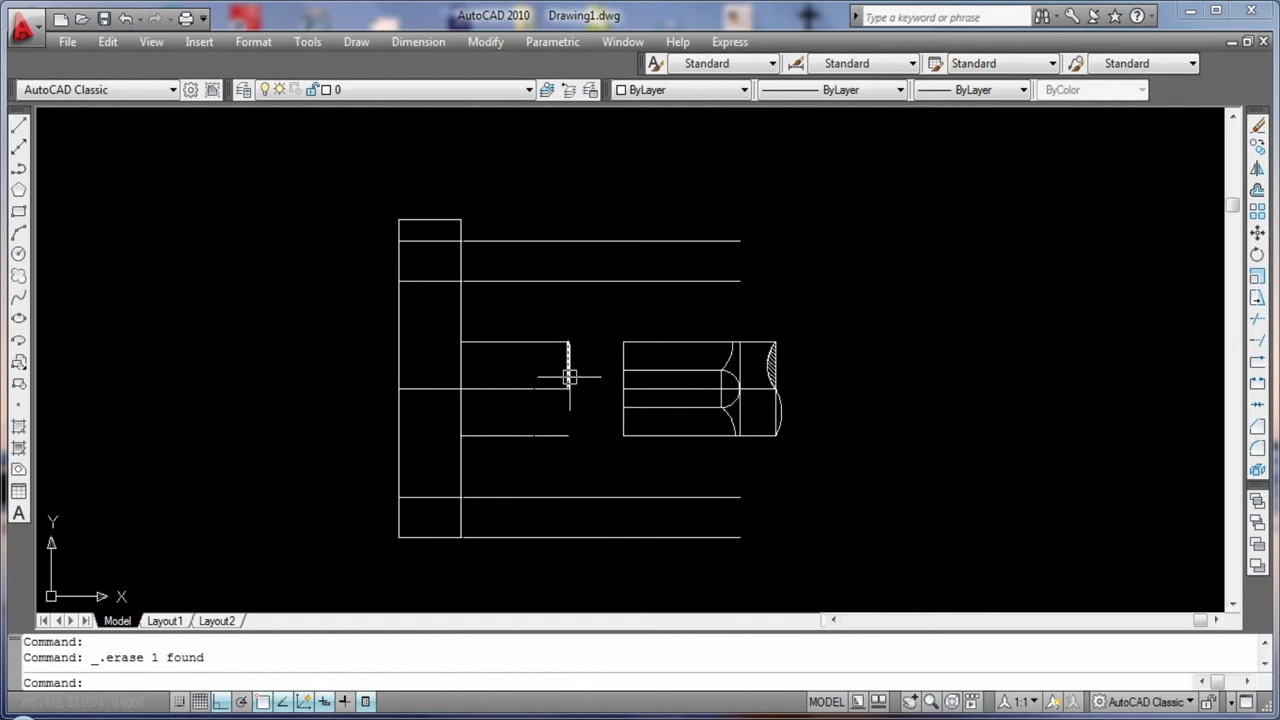 AutoCAD 2010 Drawing1.dwg
Type a keyword or phrase
File Edit View Insert Format Tools Draw Dimension Modify Parametric Window Help Express
Standard Standard Standard Standard
AutoCAD Classic 0 ByLayer ByLayer ByLayer ByColor
A
Y
X
Model Layout1 Layout2
Command:
Command: _.erase 1 found
Command:
MODEL 1:1 AutoCAD Classic